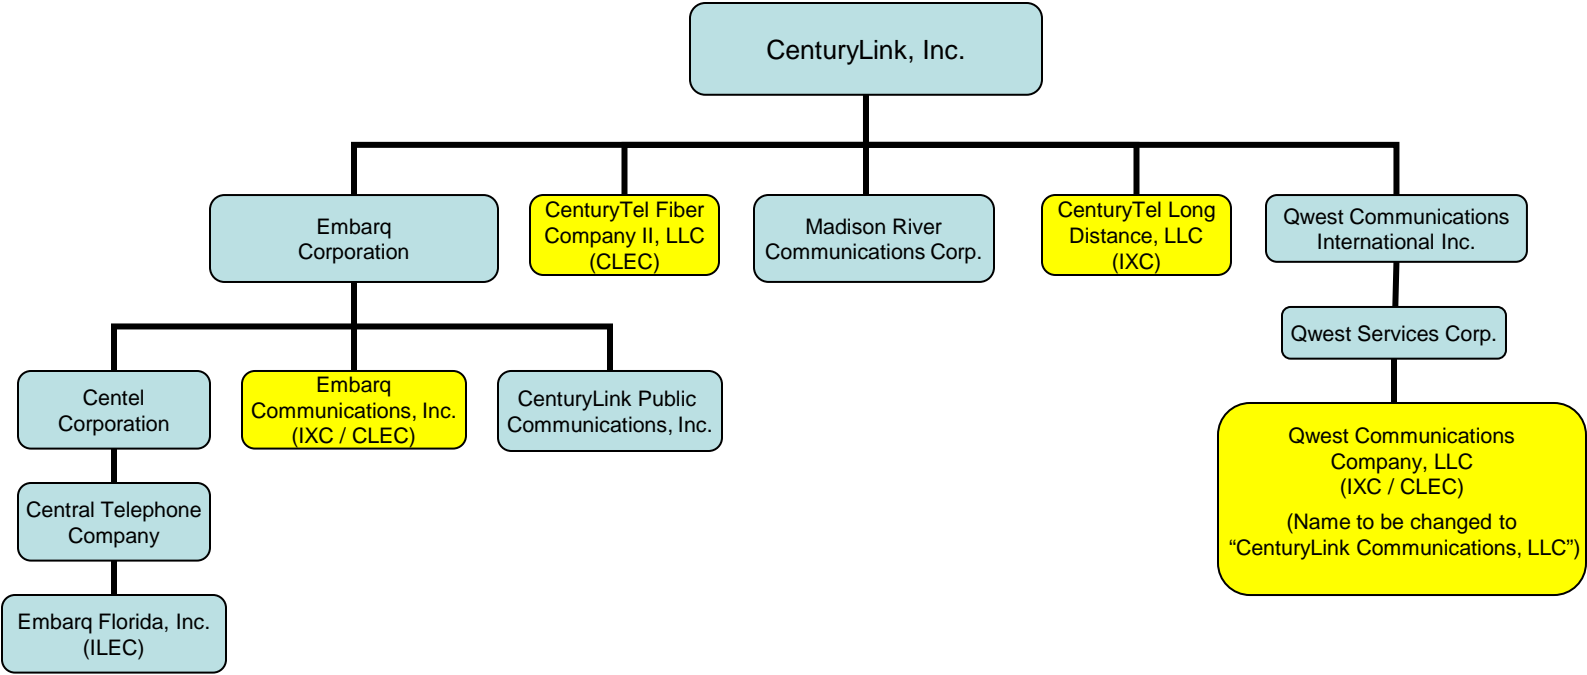 CenturyLink, Inc.
Embarq
Corporation
CenturyTel Fiber
Company II, LLC
(CLEC)
Madison River
Communications Corp.
CenturyTel Long
Distance, LLC
(IXC)
Qwest Communications
International Inc.
Qwest Services Corp.
Centel
Corporation
Embarq
Communications, Inc.
(IXC / CLEC)
CenturyLink Public
Communications, Inc.
Qwest Communications
Company, LLC
(IXC / CLEC)
(Name to be changed to
“CenturyLink Communications, LLC”)
Central Telephone
Company
Embarq Florida, Inc.
(ILEC)